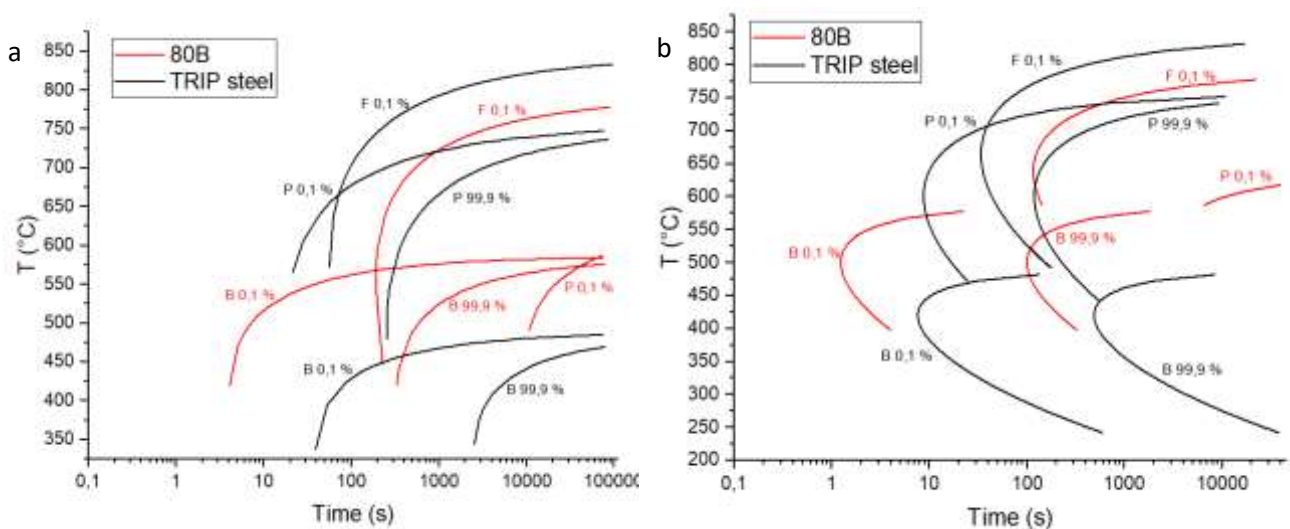 a
80B
TRIP steel
F 0,1 %
F 0,1 %
P 0,1 %
P 99,9 %
B 0,1 %
B 99,9 %
P 0,1 %
B 0,1 %
B 99,9 %
850
800
750
700
650
600
550
500
450
400
350
T (°C)
0,1
1
10
100
1000
10000
100000
Time (s)
b
80B
TRIP steel
F 0,1 %
F 0,1 %
P 0,1 %
P 99,9 %
P 0,1 %
B 0,1 %
B 99,9 %
B 0,1 %
B 99,9 %
850
800
750
700
650
600
550
500
450
400
350
300
250
200
T (°C)
0,1
1
10
100
1000
10000
Time (s)